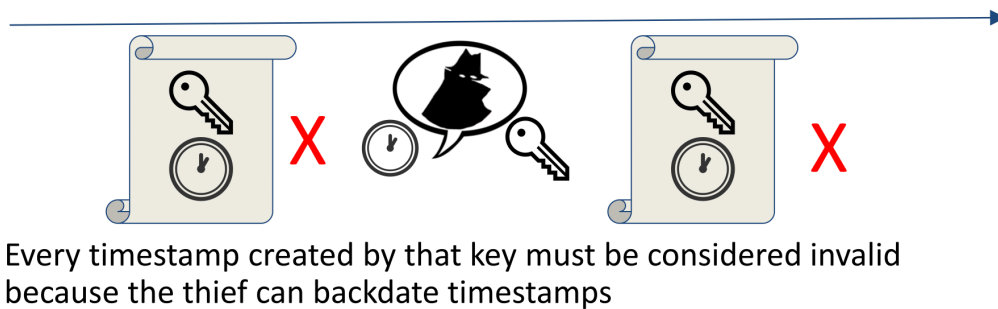 X
X
Every timestamp created by that key must be considered invalid
because the thief can backdate timestamps